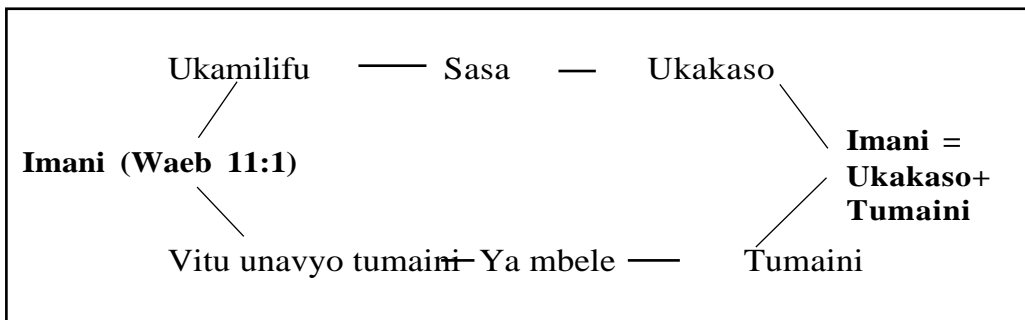 Ukamilifu — Sasa — Ukakaso
Imani (Waeb 11:1)
Imani =
Ukakaso+
Tumaini
Vitu unavyo tumaini — Ya mbele — Tumaini